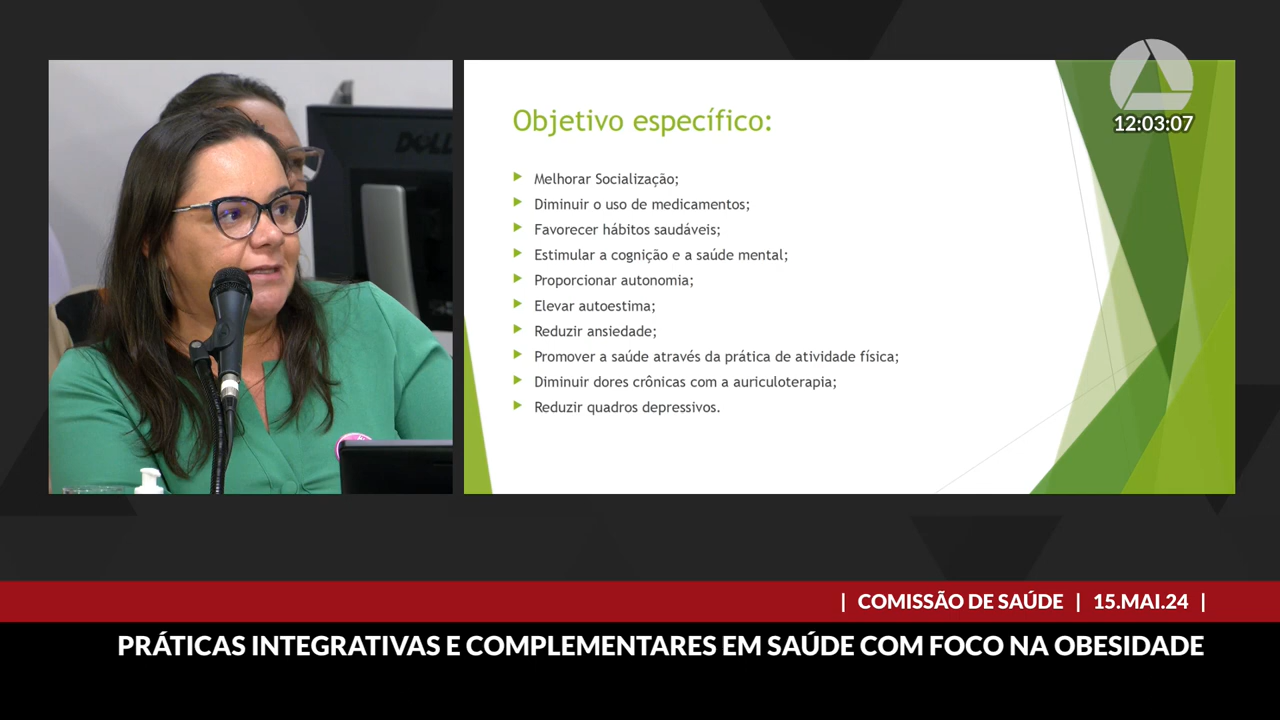 DELL
12:03:07
Objetivo específico:
Melhorar Socialização;
Diminuir o uso de medicamentos;
Favorecer hábitos saudáveis;
Estimular a cognição e a saúde mental;
Proporcionar autonomia;
Elevar autoestima;
Reduzir ansiedade;
Promover a saúde através da prática de atividade física;
Diminuir dores crônicas com a auriculoterapia;
Reduzir quadros depressivos.
| COMISSÃO DE SAÚDE | 15.MAI.24 |
PRÁTICAS INTEGRATIVAS E COMPLEMENTARES EM SAÚDE COM FOCO NA OBESIDADE